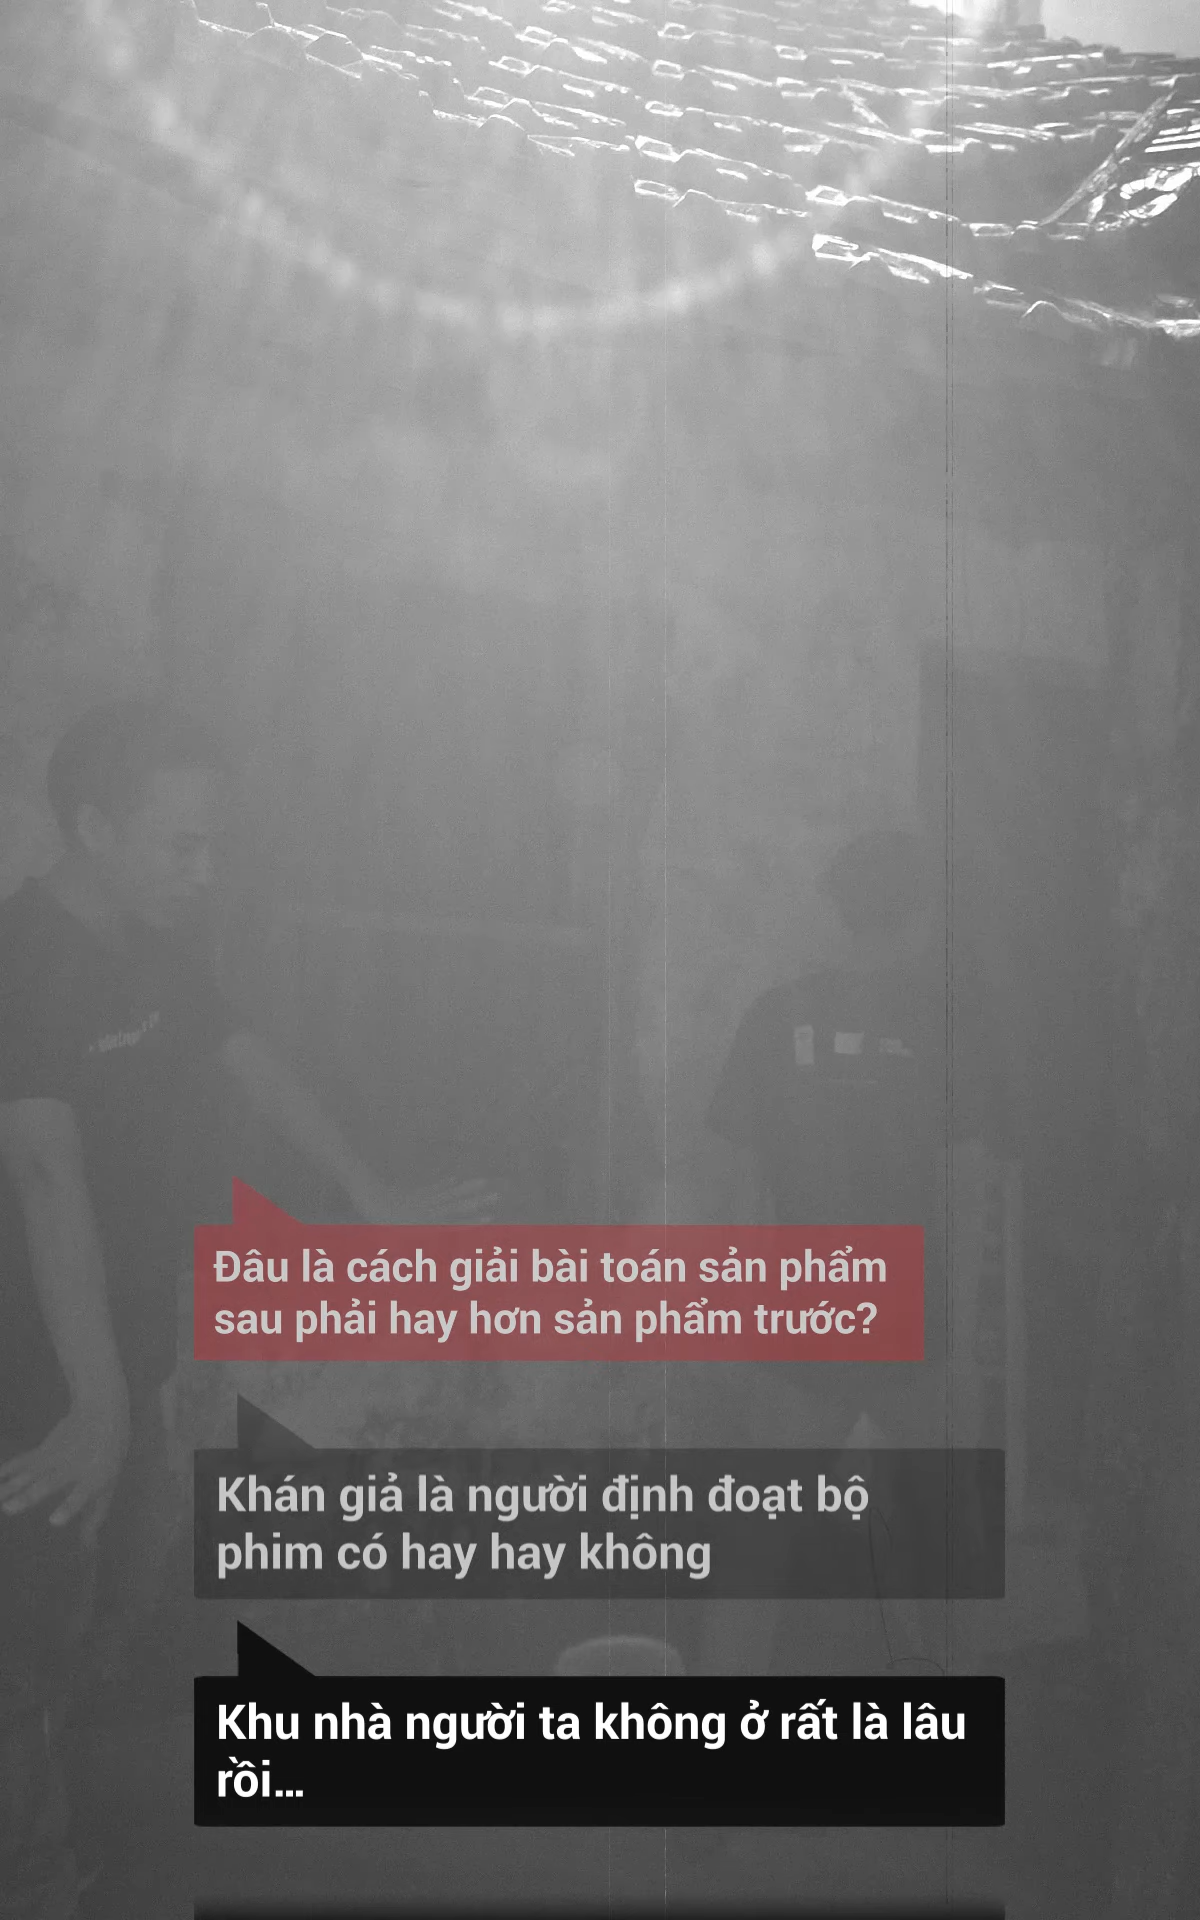 Đâu là cách giải bài toán sản phẩm
sau phải hay hơn sản phẩm trước?
Khán giả là người định đoạt bộ
phim có hay hay không
Khu nhà người ta không ở rất là lâu
rồi...